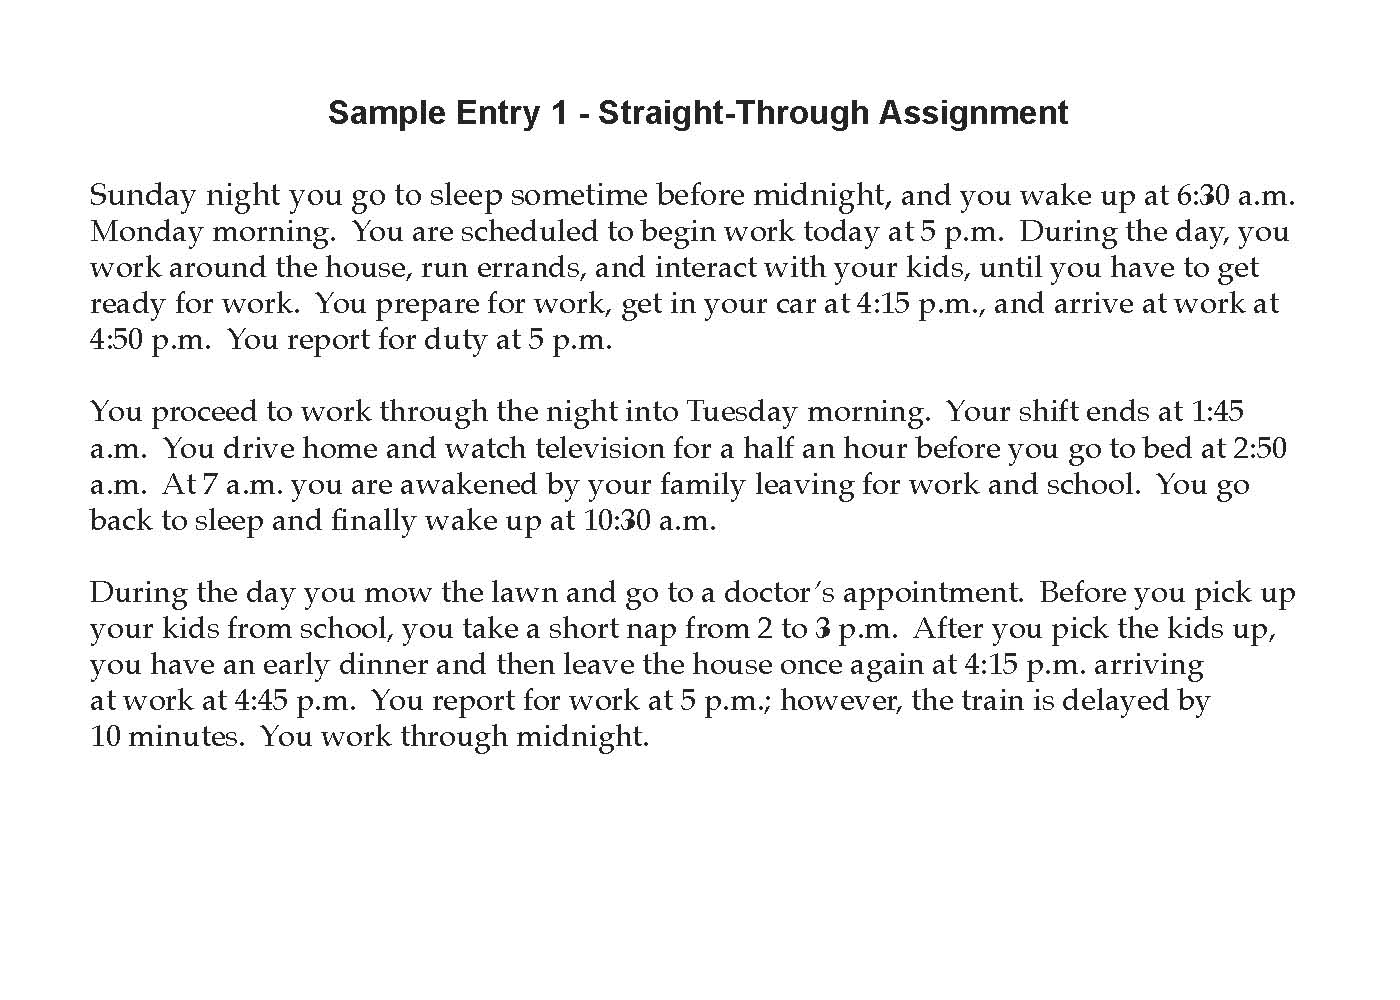 Sample Entry 1 - Straight-Through Assignment
Sunday night you go to sleep sometime before midnight, and you wake up at 6:30 a.m.
Monday morning.  You are scheduled to begin work today at 5 p.m.  During the day, you
work around the house, run errands, and interact with your kids, until you have to get
ready for work.  You prepare for work, get in your car at 4:15 p.m., and arrive at work at
4:50 p.m.  You report for duty at 5 p.m.
You proceed to work through the night into Tuesday morning.  Your shift ends at 1:45
a.m.  You drive home and watch television for a half an hour before you go to bed at 2:50
a.m.  At 7 a.m. you are awakened by your family leaving for work and school.  You go
back to sleep and finally wake up at 10:30 a.m.
During the day you mow the lawn and go to a doctor's appointment.  Before you pick up
your kids from school, you take a short nap from 2 to 3 p.m.  After you pick the kids up,
you have an early dinner and then leave the house once again at 4:15 p.m. arriving
at work at 4:45 p.m.  You report for work at 5 p.m.; however, the train is delayed by
10 minutes.  You work through midnight.